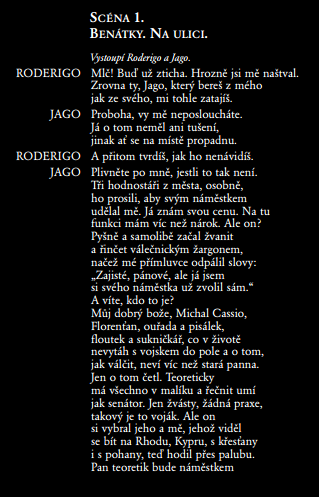 SCÉNA 1.
BENÁTKY. NA ULICI.
Vystoupí Roderigo a Jago.
RODERIGO Mlč! Buď už zticha. Hrozně jsi mě naštval.
Zrovna ty, Jago, který bereš z mého
jak ze svého, mi tohle zatajíš.
JAGO Proboha, vy mě neposloucháte.
Já o tom neměl ani tušení,
jinak ať se na místě propadnu.
RODERIGO A přitom tvrdíš, jak ho nenávidíš.
JAGO Plivněte po mně, jestli to tak není.
Tři hodnostáři z města, osobně,
ho prosili, aby svým náměstkem
udělal mě. Já znám svou cenu. Na tu
funkci mám víc než nárok. Ale on?
Pyšně a samolibě začal žvanit
a řinčet válečnickým žargonem,
načež mé přímluvce odpálil slovy:
„Zajisté, pánové, ale já jsem
si svého náměstka už zvolil sám.“
A víte, kdo to je?
Můj dobrý bože, Michal Cassio,
Florenťan, ouřada a pisálek,
floutek a sukničkář, co v životě
nevytáh s vojskem do pole a o tom,
jak válčit, neví víc než stará panna.
Jen o tom četl. Teoreticky
má všechno v malíku a řečnit umí
jak senátor. Jen žvásty, žádná praxe,
takový je to voják. Ale on
si vybral jeho a mě, jehož viděl
se bít na Rhodu, Kypru, s křesťany
i s pohany, teď hodil přes palubu.
Pan teoretik bude náměstkem